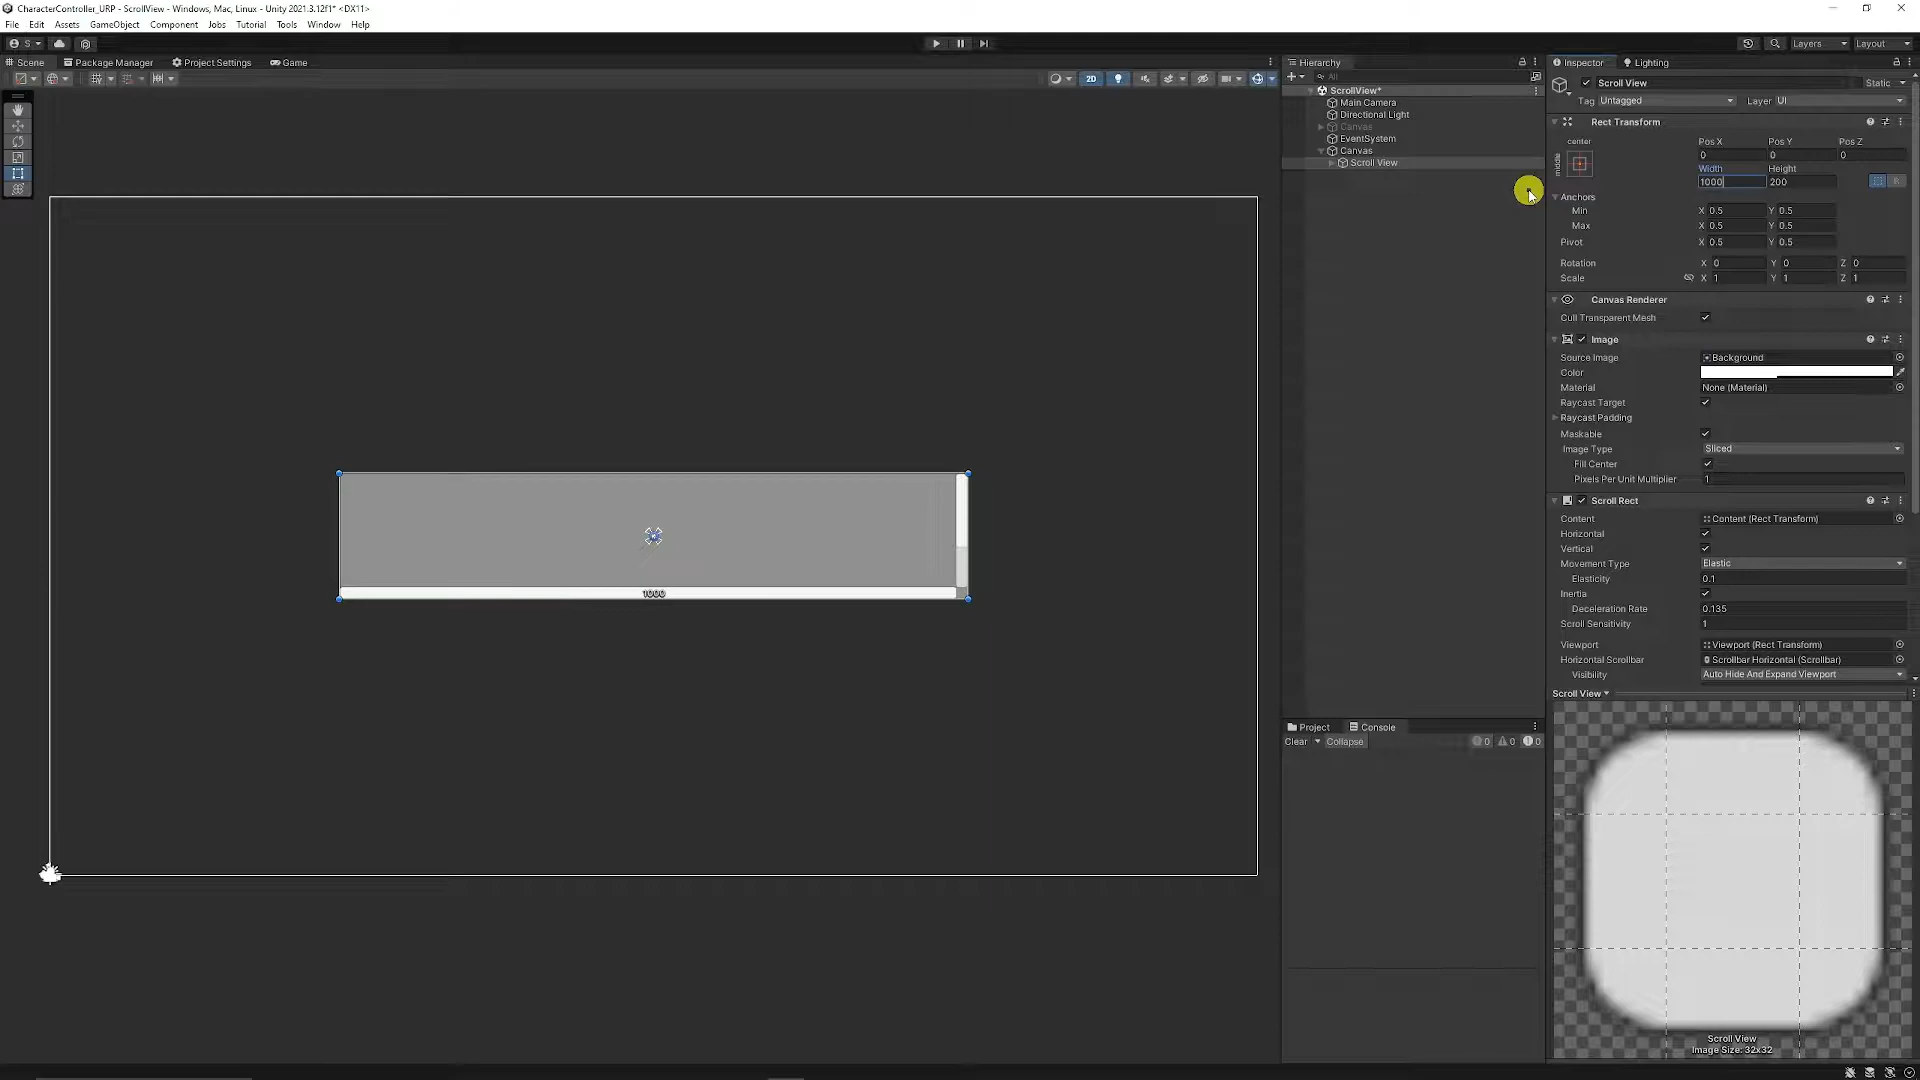 CharacterController_URP - ScrollView - Windows, Mac, Linux - Unity 2021.3.12f1* <DX11>
File Edit Assets GameObject Component Jobs Tutorial Tools Window Help
S Layers Layout
Scene Package Manager Project Settings Game
2D
1000
Hierarchy
All
ScrollView*
Main Camera
Directional Light
Canvas
EventSystem
Canvas
Scroll View
Project Console
Clear Collapse 0 0 0
Inspector Lighting
Scroll View Static
Tag Untagged Layer UI
Rect Transform
center Pos X Pos Y Pos Z
middle 0 0 0
Width Height
1000 200 R
Anchors
Min X 0.5 Y 0.5
Max X 0.5 Y 0.5
Pivot X 0.5 Y 0.5
Rotation X 0 Y 0 Z 0
Scale X 1 Y 1 Z 1
Canvas Renderer
Cull Transparent Mesh
Image
Source Image Background
Color
Material None (Material)
Raycast Target
Raycast Padding
Maskable
Image Type Sliced
Fill Center
Pixels Per Unit Multiplier 1
Scroll Rect
Content Content (Rect Transform)
Horizontal
Vertical
Movement Type Elastic
Elasticity 0.1
Inertia
Deceleration Rate 0.135
Scroll Sensitivity 1
Viewport Viewport (Rect Transform)
Horizontal Scrollbar Scrollbar Horizontal (Scrollbar)
Visibility Auto Hide And Expand Viewport
Scroll View
Scroll View
Image Size: 32x32